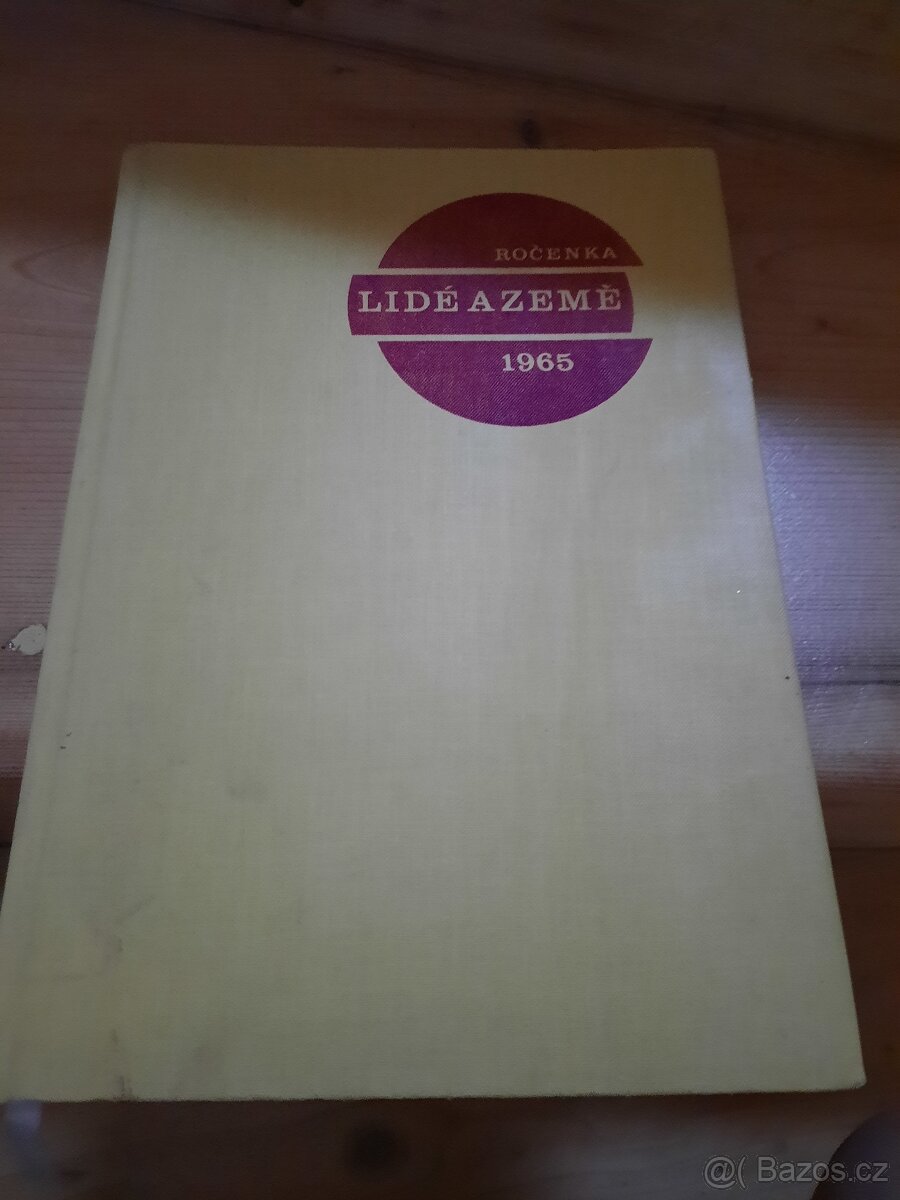 ROČENKA
LIDÉ A ZEMĚ
1965
@( Bazos.cz